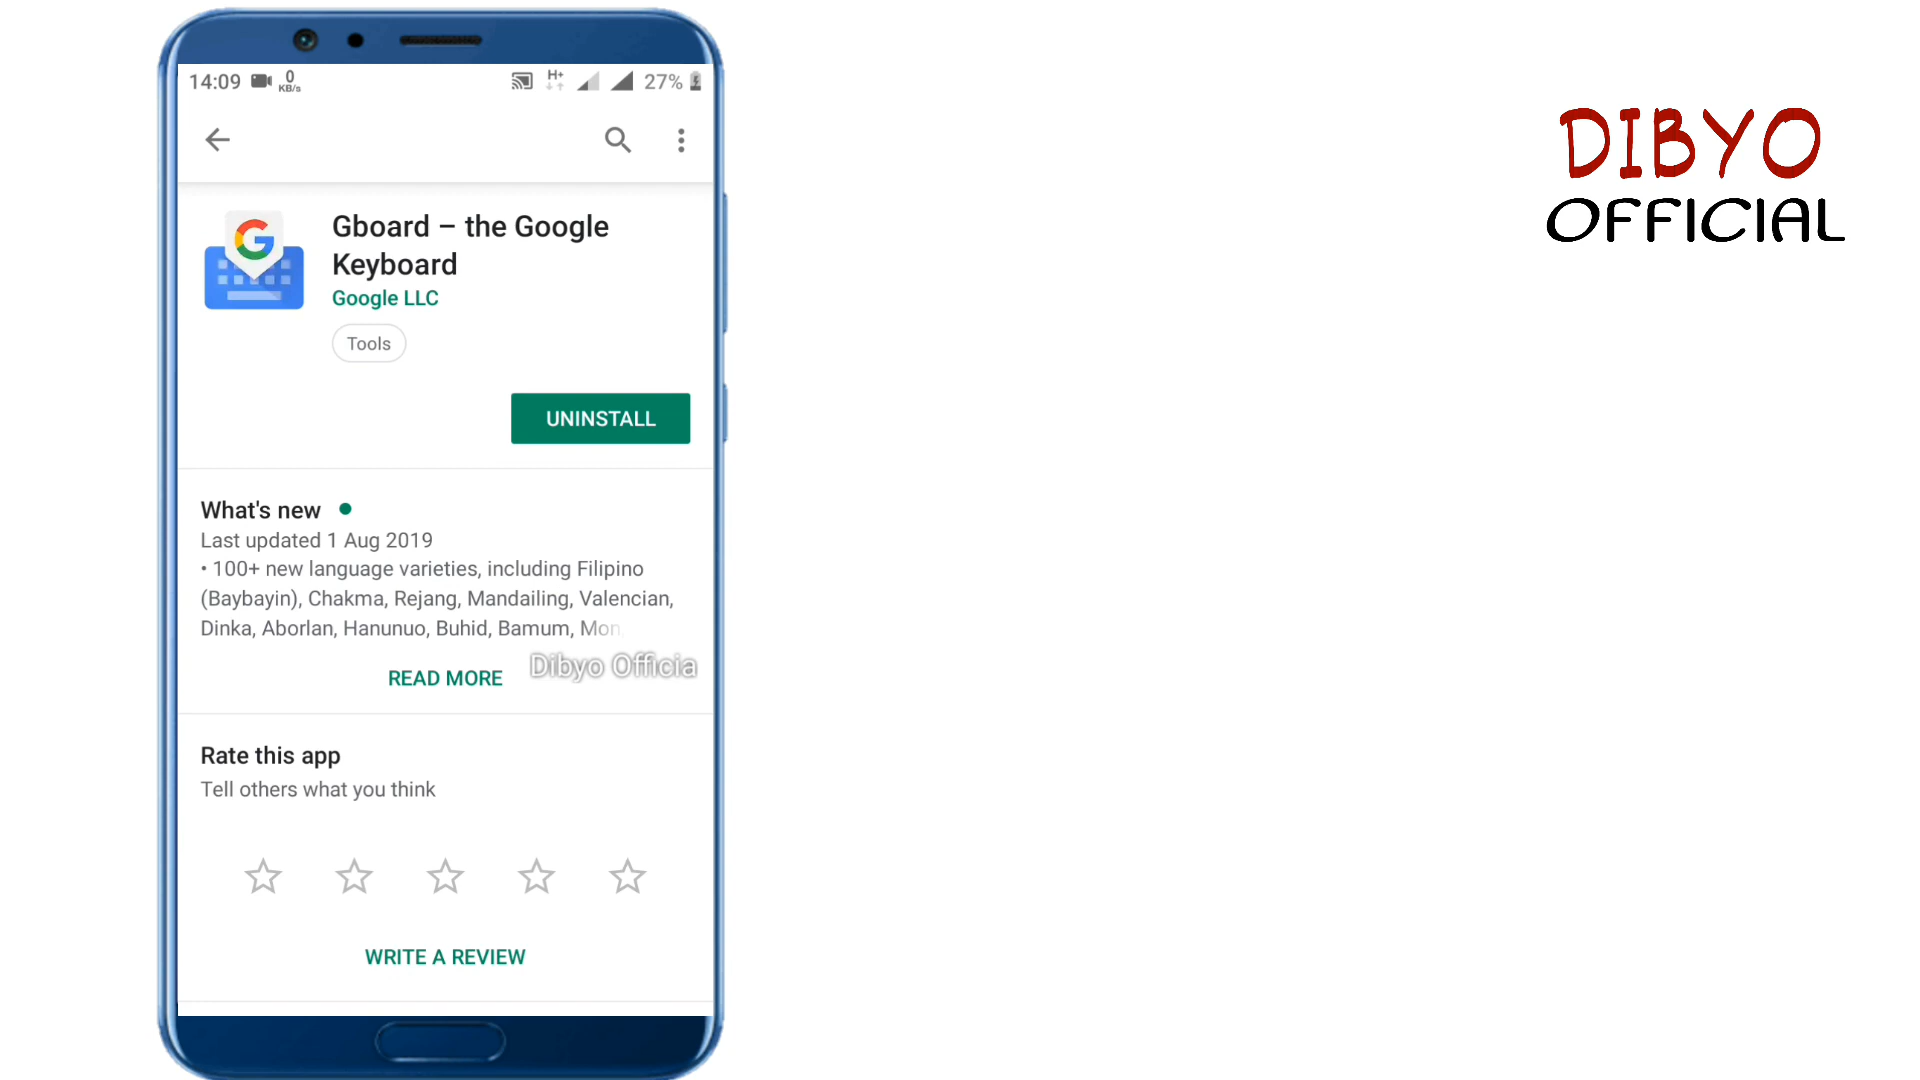 14:09 0 KB/s H+ 27%
DIBYO
OFFICIAL
Gboard – the Google
Keyboard
Google LLC
Tools
UNINSTALL
What's new
Last updated 1 Aug 2019
• 100+ new language varieties, including Filipino
(Baybayin), Chakma, Rejang, Mandailing, Valencian,
Dinka, Aborlan, Hanunuo, Buhid, Bamum, Mon
READ MORE
Dibyo Officia
Rate this app
Tell others what you think
WRITE A REVIEW